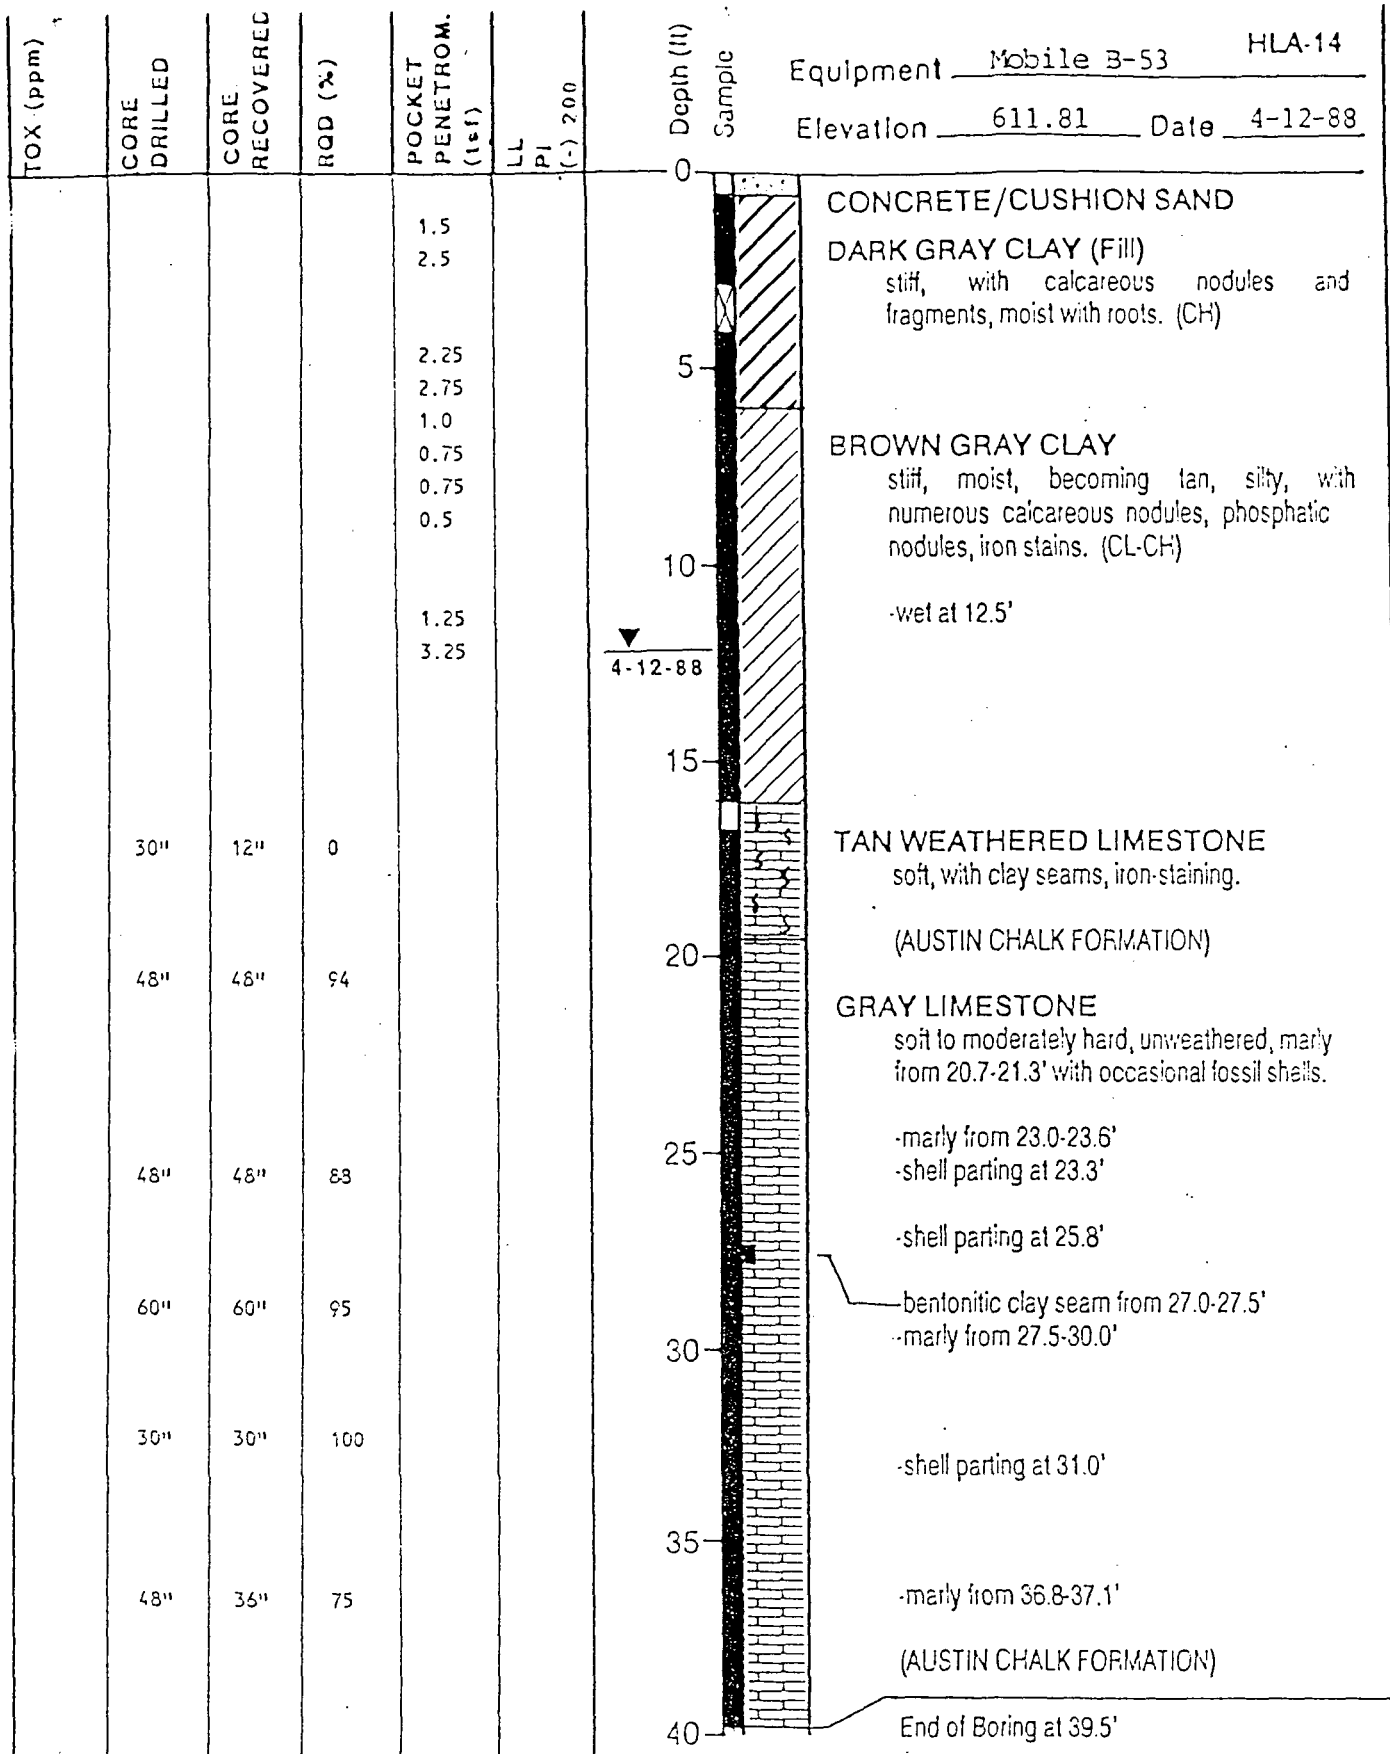 HLA-14
Equipment Mobile B-53
Elevation 611.81 Date 4-12-88
TOX (ppm)
CORE DRILLED
CORE RECOVERED
RQD (%)
POCKET PENETROM. (tsf)
LL
PI
(-) 200
Depth (ft)
Sample
0
CONCRETE/CUSHION SAND
1.5
DARK GRAY CLAY (Fill)
2.5
stiff, with calcareous nodules and
fragments, moist with roots. (CH)
2.25
5
2.75
1.0
BROWN GRAY CLAY
0.75
stiff, moist, becoming tan, silty, with
0.75
numerous calcareous nodules, phosphatic
0.5
nodules, iron stains. (CL-CH)
10
-wet at 12.5'
1.25
3.25
4-12-88
15
TAN WEATHERED LIMESTONE
30" 12" 0
soft, with clay seams, iron-staining.
(AUSTIN CHALK FORMATION)
20
48" 48" 94
GRAY LIMESTONE
soft to moderately hard, unweathered, marly
from 20.7-21.3' with occasional fossil shells.
-marly from 23.0-23.6'
25
-shell parting at 23.3'
48" 48" 88
-shell parting at 25.8'
bentonitic clay seam from 27.0-27.5'
60" 60" 95
-marly from 27.5-30.0'
30
30" 30" 100
-shell parting at 31.0'
35
-marly from 36.8-37.1'
48" 36" 75
(AUSTIN CHALK FORMATION)
End of Boring at 39.5'
40